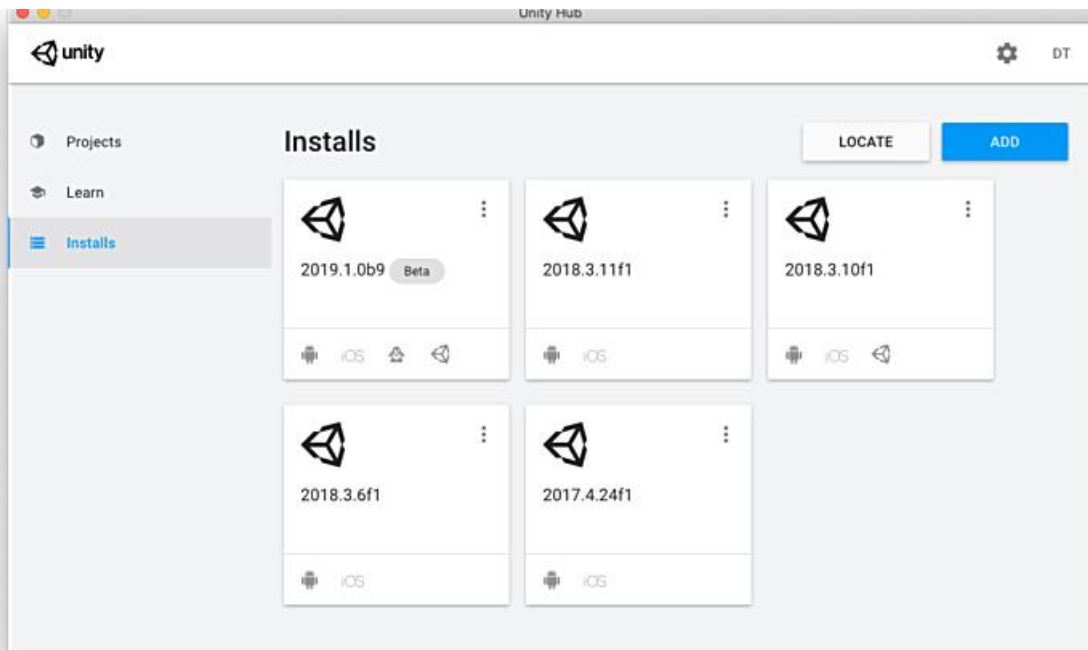 Unity Hub
unity
DT
Projects
Learn
Installs
Installs
LOCATE
ADD
2019.1.0b9 Beta
2018.3.11f1
2018.3.10f1
iOS
iOS
iOS
2018.3.6f1
2017.4.24f1
iOS
iOS